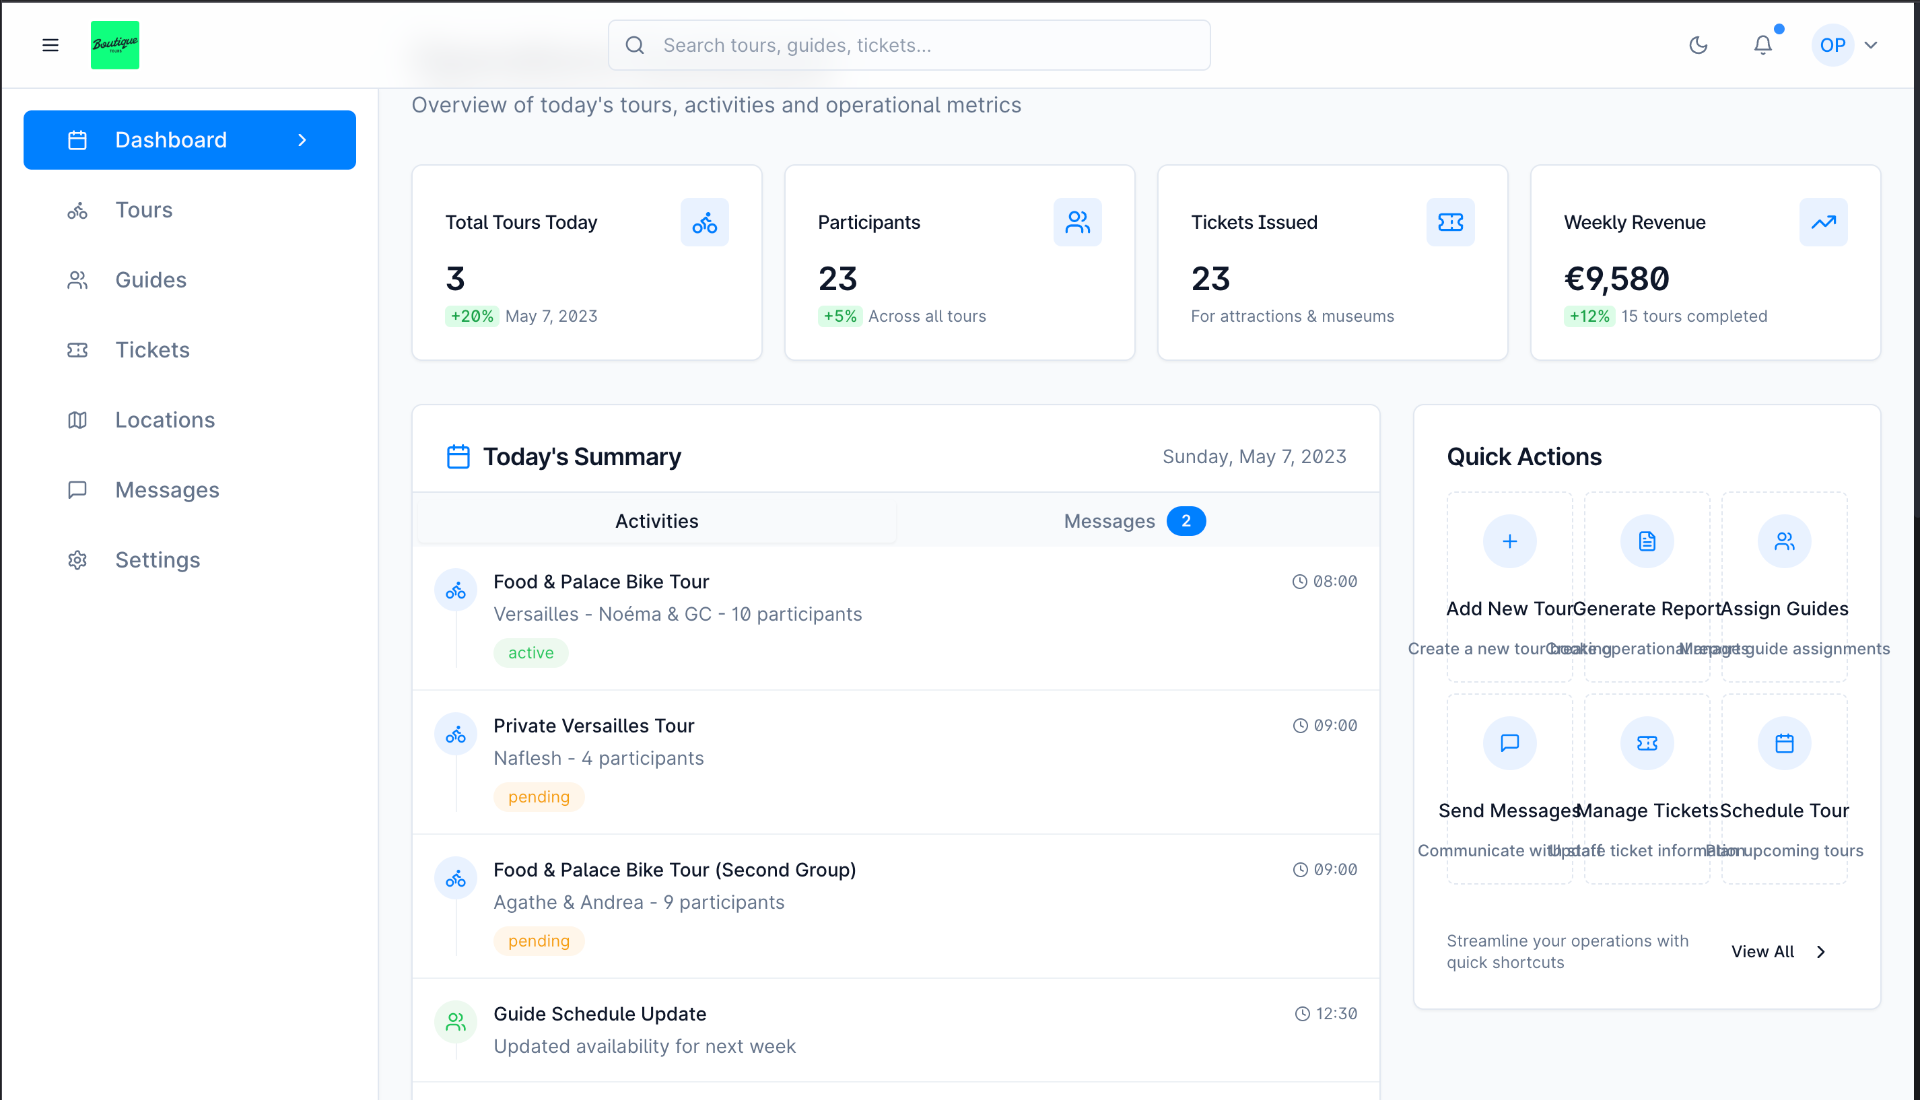 Boutique
TOURS
Search tours, guides, tickets...
OP
Dashboard
Tours
Guides
Tickets
Locations
Messages
Settings
Overview of today's tours, activities and operational metrics
Total Tours Today
3
+20% May 7, 2023
Participants
23
+5% Across all tours
Tickets Issued
23
For attractions & museums
Weekly Revenue
€9,580
+12% 15 tours completed
Today's Summary
Sunday, May 7, 2023
Activities
Messages 2
Food & Palace Bike Tour
08:00
Versailles - Noéma & GC - 10 participants
active
Private Versailles Tour
09:00
Naflesh - 4 participants
pending
Food & Palace Bike Tour (Second Group)
09:00
Agathe & Andrea - 9 participants
pending
Guide Schedule Update
12:30
Updated availability for next week
Quick Actions
Add New Tour
Create a new tour booking
Generate Report
Create operational reports
Assign Guides
Manage guide assignments
Send Messages
Communicate with staff
Manage Tickets
Update ticket information
Schedule Tour
Plan upcoming tours
Streamline your operations with
quick shortcuts
View All